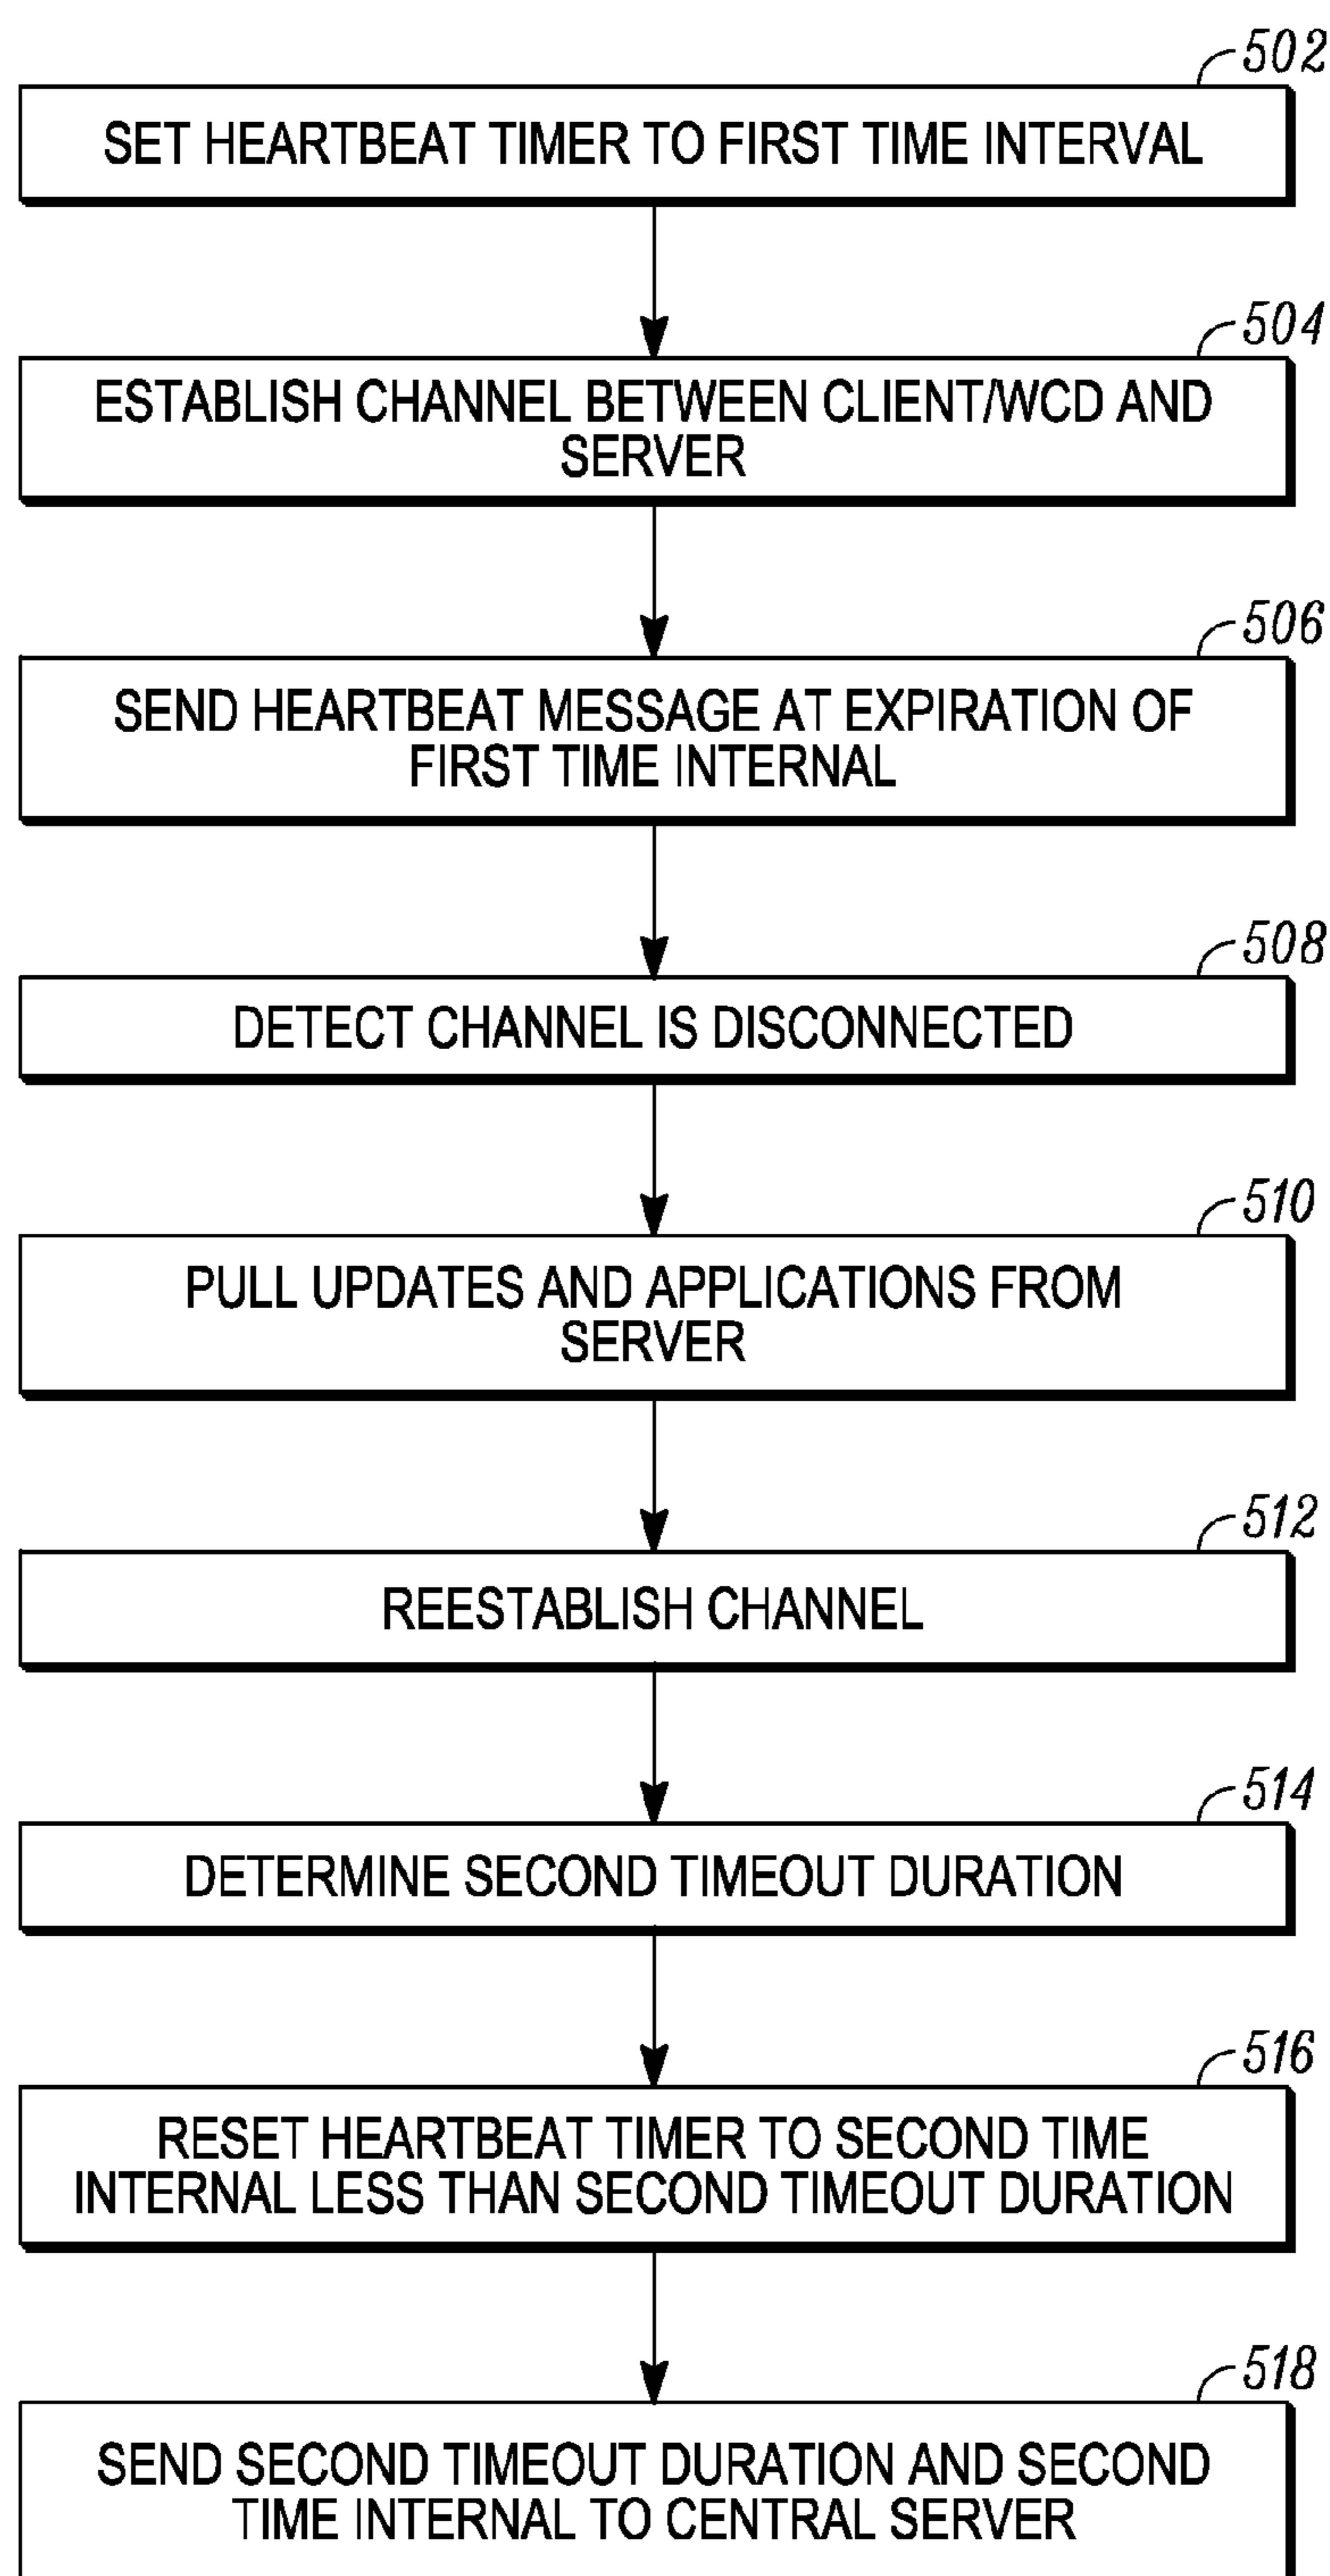 502
SET HEARTBEAT TIMER TO FIRST TIME INTERVAL
504
ESTABLISH CHANNEL BETWEEN CLIENT/WCD AND
SERVER
506
SEND HEARTBEAT MESSAGE AT EXPIRATION OF
FIRST TIME INTERNAL
508
DETECT CHANNEL IS DISCONNECTED
510
PULL UPDATES AND APPLICATIONS FROM
SERVER
512
REESTABLISH CHANNEL
514
DETERMINE SECOND TIMEOUT DURATION
516
RESET HEARTBEAT TIMER TO SECOND TIME
INTERNAL LESS THAN SECOND TIMEOUT DURATION
518
SEND SECOND TIMEOUT DURATION AND SECOND
TIME INTERNAL TO CENTRAL SERVER